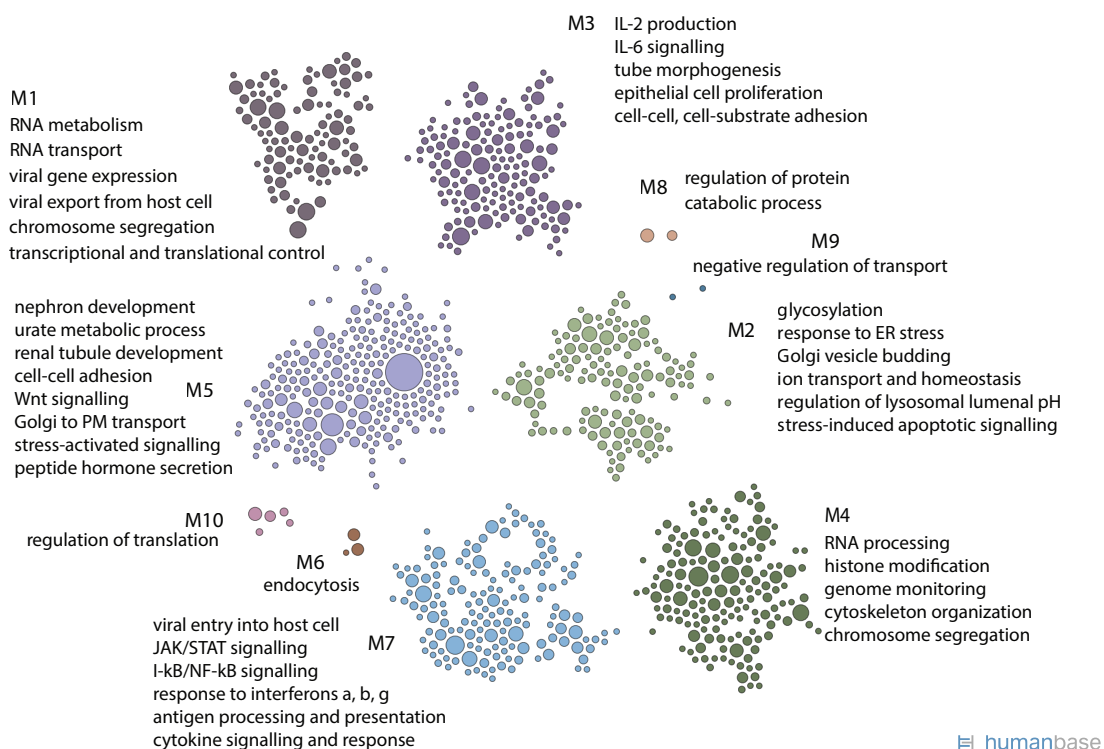 M3
IL-2 production
IL-6 signalling
tube morphogenesis
epithelial cell proliferation
cell-cell, cell-substrate adhesion
M1
RNA metabolism
RNA transport
viral gene expression
viral export from host cell
chromosome segregation
transcriptional and translational control
M8
regulation of protein
catabolic process
M9
negative regulation of transport
M5
nephron development
urate metabolic process
renal tubule development
cell-cell adhesion
Wnt signalling
Golgi to PM transport
stress-activated signalling
peptide hormone secretion
M2
glycosylation
response to ER stress
Golgi vesicle budding
ion transport and homeostasis
regulation of lysosomal lumenal pH
stress-induced apoptotic signalling
M10
regulation of translation
M6
endocytosis
M7
viral entry into host cell
JAK/STAT signalling
I-kB/NF-kB signalling
response to interferons a, b, g
antigen processing and presentation
cytokine signalling and response
M4
RNA processing
histone modification
genome monitoring
cytoskeleton organization
chromosome segregation
humanbase